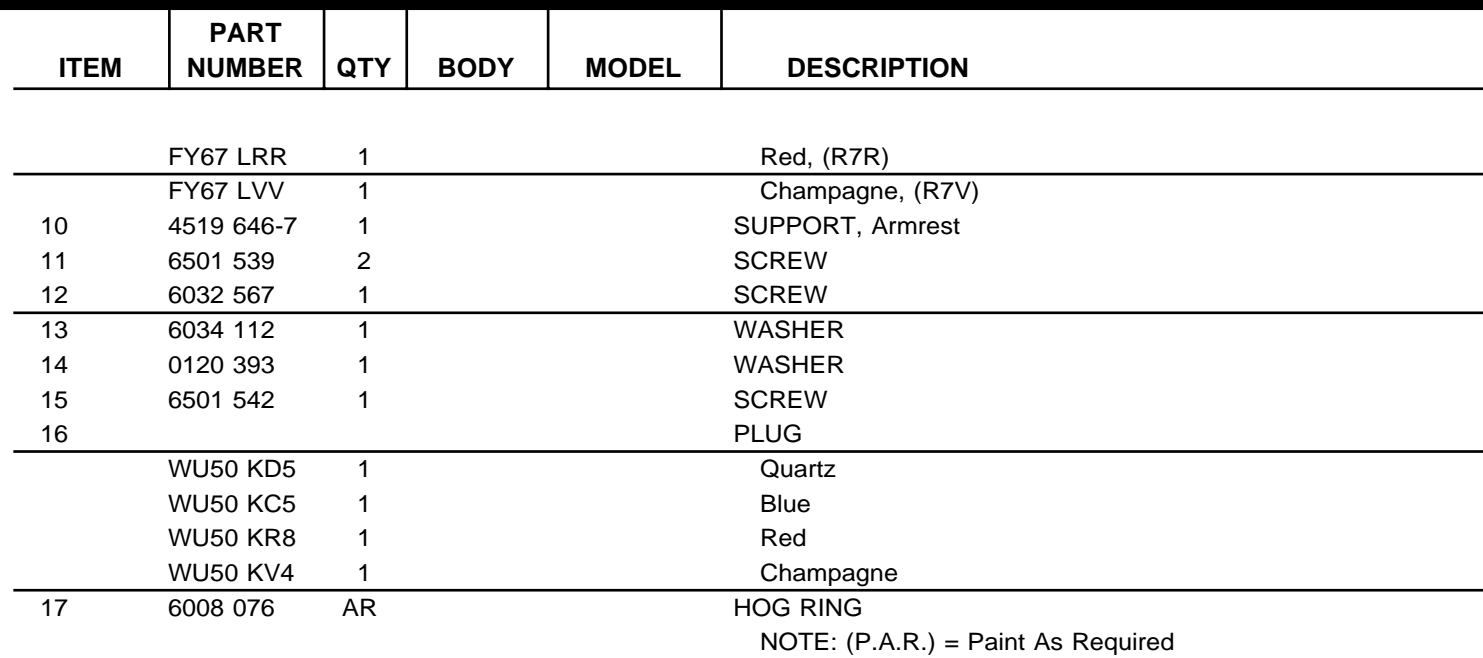 PART
ITEM NUMBER QTY BODY MODEL DESCRIPTION
FY67 LRR 1 Red, (R7R)
FY67 LVV 1 Champagne, (R7V)
10 4519 646-7 1 SUPPORT, Armrest
11 6501 539 2 SCREW
12 6032 567 1 SCREW
13 6034 112 1 WASHER
14 0120 393 1 WASHER
15 6501 542 1 SCREW
16 PLUG
WU50 KD5 1 Quartz
WU50 KC5 1 Blue
WU50 KR8 1 Red
WU50 KV4 1 Champagne
17 6008 076 AR HOG RING
NOTE: (P.A.R.) = Paint As Required